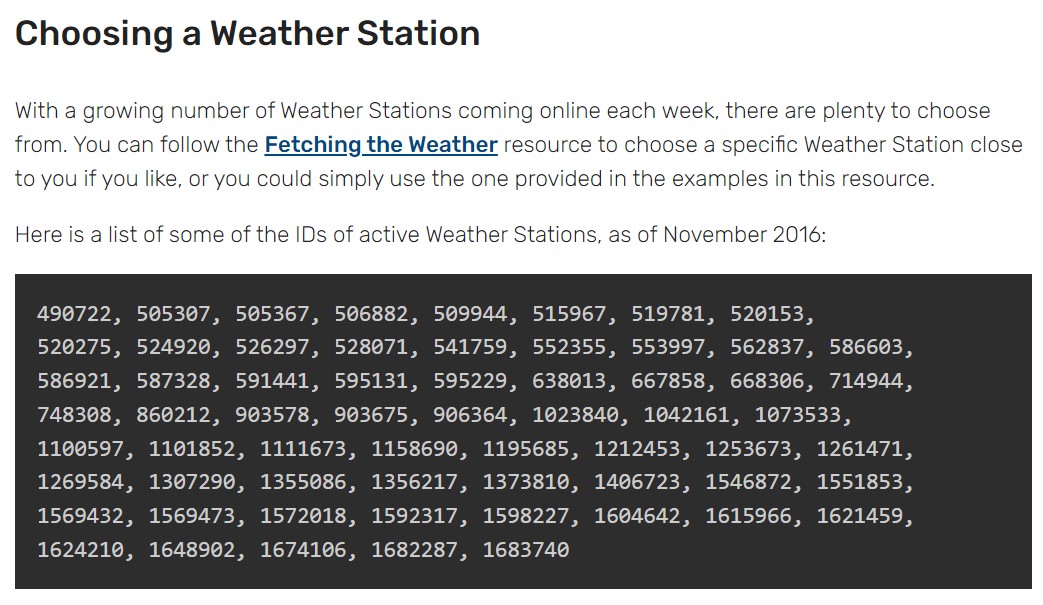 Choosing a Weather Station
With a growing number of Weather Stations coming online each week, there are plenty to choose
from. You can follow the Fetching the Weather resource to choose a specific Weather Station close
to you if you like, or you could simply use the one provided in the examples in this resource.
Here is a list of some of the IDs of active Weather Stations, as of November 2016:
490722, 505307, 505367, 506882, 509944, 515967, 519781, 520153,
520275, 524920, 526297, 528071, 541759, 552355, 553997, 562837, 586603,
586921, 587328, 591441, 595131, 595229, 638013, 667858, 668306, 714944,
748308, 860212, 903578, 903675, 906364, 1023840, 1042161, 1073533,
1100597, 1101852, 1111673, 1158690, 1195685, 1212453, 1253673, 1261471,
1269584, 1307290, 1355086, 1356217, 1373810, 1406723, 1546872, 1551853,
1569432, 1569473, 1572018, 1592317, 1598227, 1604642, 1615966, 1621459,
1624210, 1648902, 1674106, 1682287, 1683740